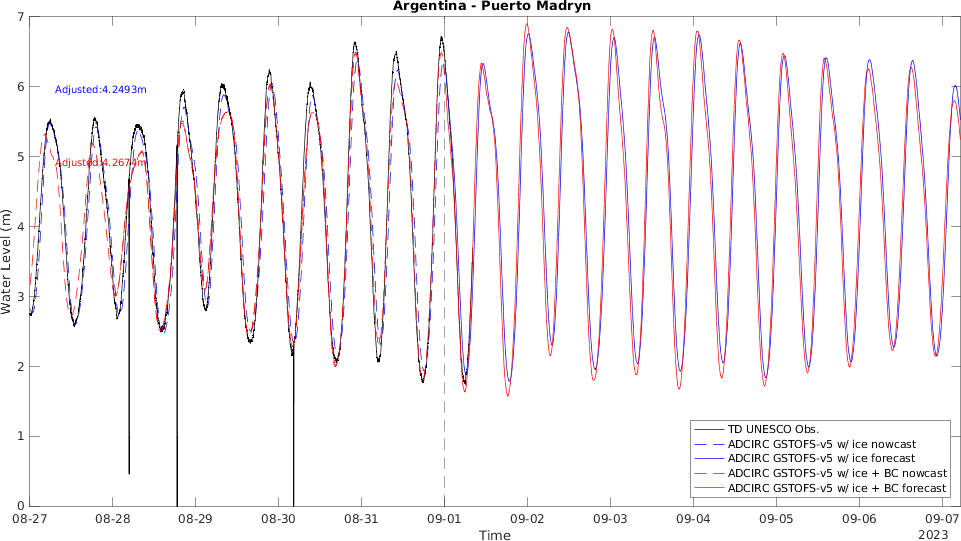 Argentina - Puerto Madryn
7
6
5
4
3
2
1
0
Water Level (m)
Adjusted:4.2493m
Adjusted:4.2674m
TD UNESCO Obs.
ADCIRC GSTOFS-v5 w/ ice nowcast
ADCIRC GSTOFS-v5 w/ ice forecast
ADCIRC GSTOFS-v5 w/ ice + BC nowcast
ADCIRC GSTOFS-v5 w/ ice + BC forecast
08-27 08-28 08-29 08-30 08-31 09-01 09-02 09-03 09-04 09-05 09-06 09-07
Time
2023